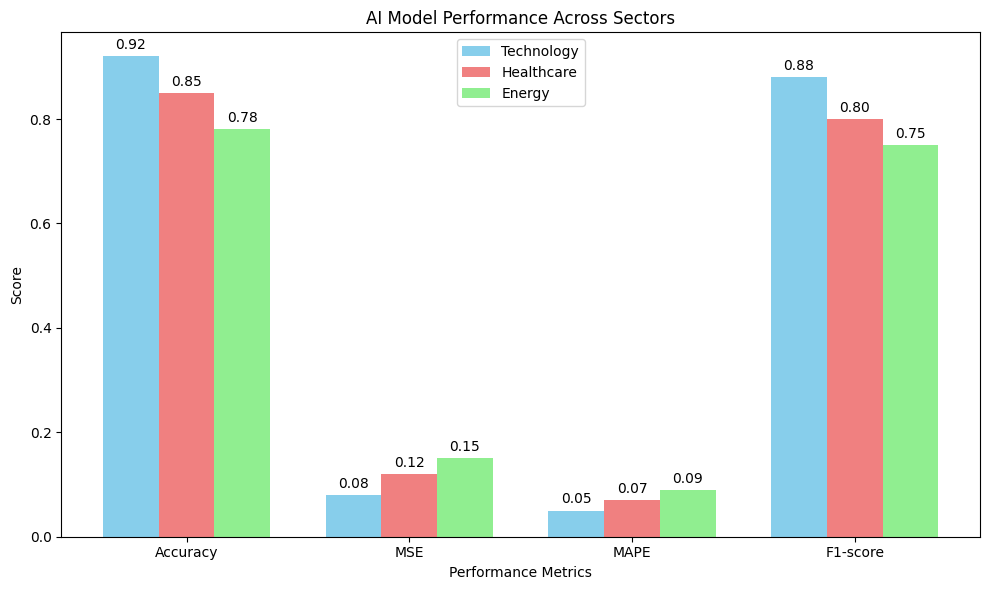 AI Model Performance Across Sectors
Technology
Healthcare
Energy
0.92
0.85
0.78
0.08
0.12
0.15
0.05
0.07
0.09
0.88
0.80
0.75
Score
0.8
0.6
0.4
0.2
0.0
Accuracy
MSE
MAPE
F1-score
Performance Metrics